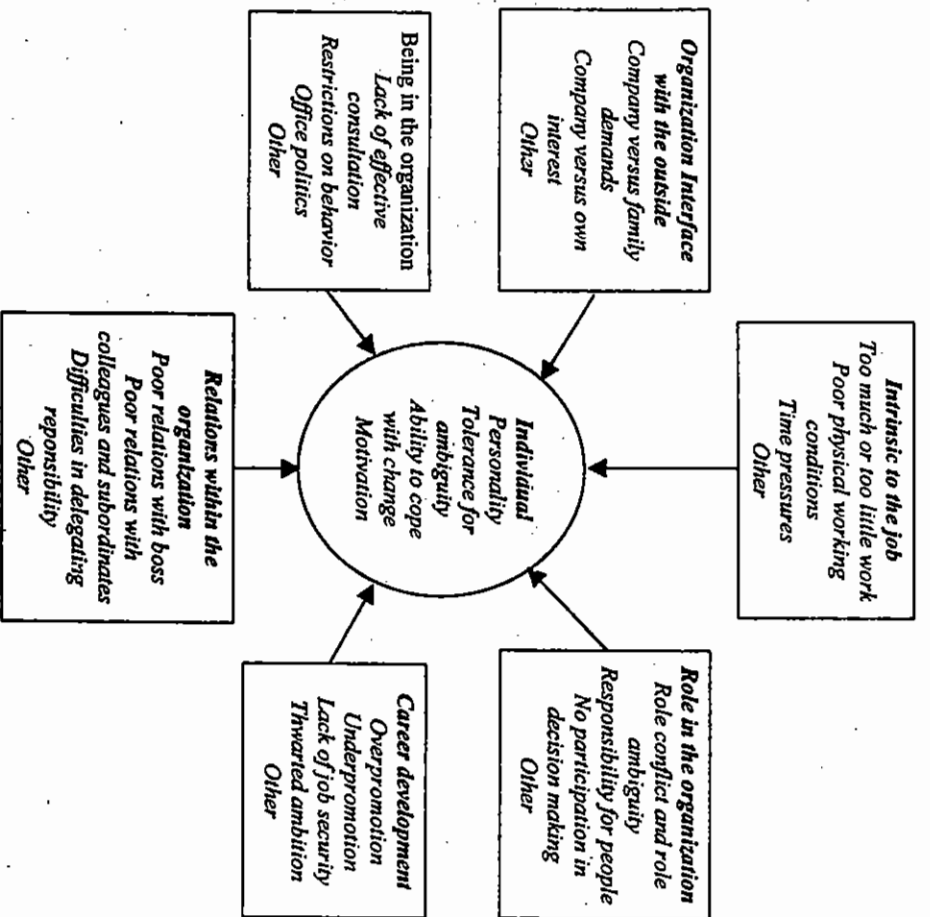 Intrinsic to the job
Too much or too little work
Poor physical working
conditions
Time pressures
Other
Organization Interface
with the outside
Company versus family
demands
Company versus own
interest
Other
Role in the organization
Role conflict and role
ambiguity
Responsibility for people
No participation in
decision making
Other
Individual
Personality
Tolerance for
ambiguity
Ability to cope
with change
Motivation
Being in the organization
Lack of effective
consultation
Restrictions on behavior
Office politics
Other
Career development
Overpromotion
Underpromotion
Lack of job security
Thwarted ambition
Other
Relations within the
organization
Poor relations with boss
Poor relations with
colleagues and subordinates
Difficulties in delegating
reponsibility
Other